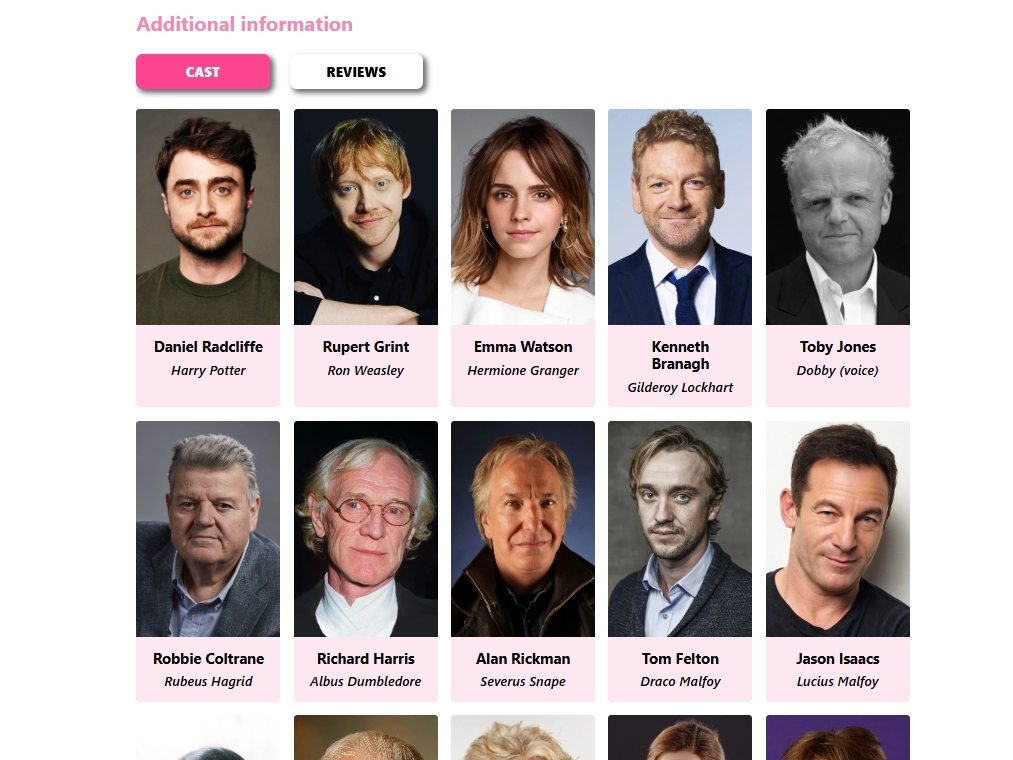 Additional information
CAST
REVIEWS
Daniel Radcliffe
Harry Potter
Rupert Grint
Ron Weasley
Emma Watson
Hermione Granger
Kenneth
Branagh
Gilderoy Lockhart
Toby Jones
Dobby (voice)
Robbie Coltrane
Rubeus Hagrid
Richard Harris
Albus Dumbledore
Alan Rickman
Severus Snape
Tom Felton
Draco Malfoy
Jason Isaacs
Lucius Malfoy